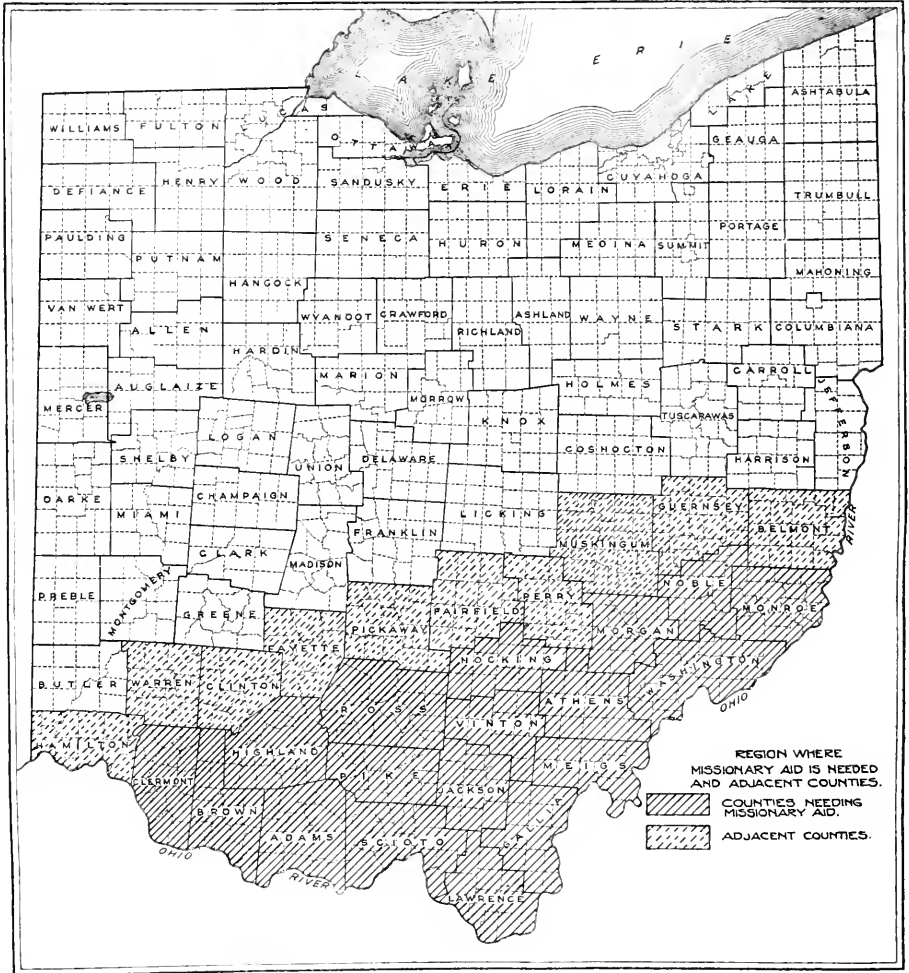 LAKE ERIE
WILLIAMS
FULTON
LUCAS
OTTAWA
LAKE
ASHTABULA
GEAUGA
CUYAHOGA
DEFIANCE
HENRY
WOOD
SANDUSKY
ERIE
LORAIN
TRUMBULL
PAULDING
PUTNAM
SENECA
HURON
MEDINA
SUMMIT
PORTAGE
MAHONING
HANCOCK
VAN WERT
ALLEN
WYANDOT
CRAWFORD
RICHLAND
ASHLAND
WAYNE
STARK
COLUMBIANA
HARDIN
MARION
MORROW
HOLMES
CARROLL
JEFFERSON
MERCER
AUGLAIZE
LOGAN
UNION
DELAWARE
KNOX
COSHOCTON
TUSCARAWAS
HARRISON
SHELBY
DARKE
MIAMI
CHAMPAIGN
CLARK
MADISON
FRANKLIN
LICKING
MUSKINGUM
GUERNSEY
BELMONT
RIVER
PREBLE
MONTGOMERY
GREENE
FAYETTE
PICKAWAY
FAIRFIELD
PERRY
MORGAN
NOBLE
MONROE
BUTLER
WARREN
CLINTON
ROSS
HOCKING
VINTON
ATHENS
WASHINGTON
OHIO
HAMILTON
CLERMONT
HIGHLAND
PIKE
JACKSON
MEIGS
BROWN
ADAMS
SCIOTO
GALLIA
LAWRENCE
OHIO
RIVER
REGION WHERE
MISSIONARY AID IS NEEDED
AND ADJACENT COUNTIES.
COUNTIES NEEDING
MISSIONARY AID.
ADJACENT COUNTIES.